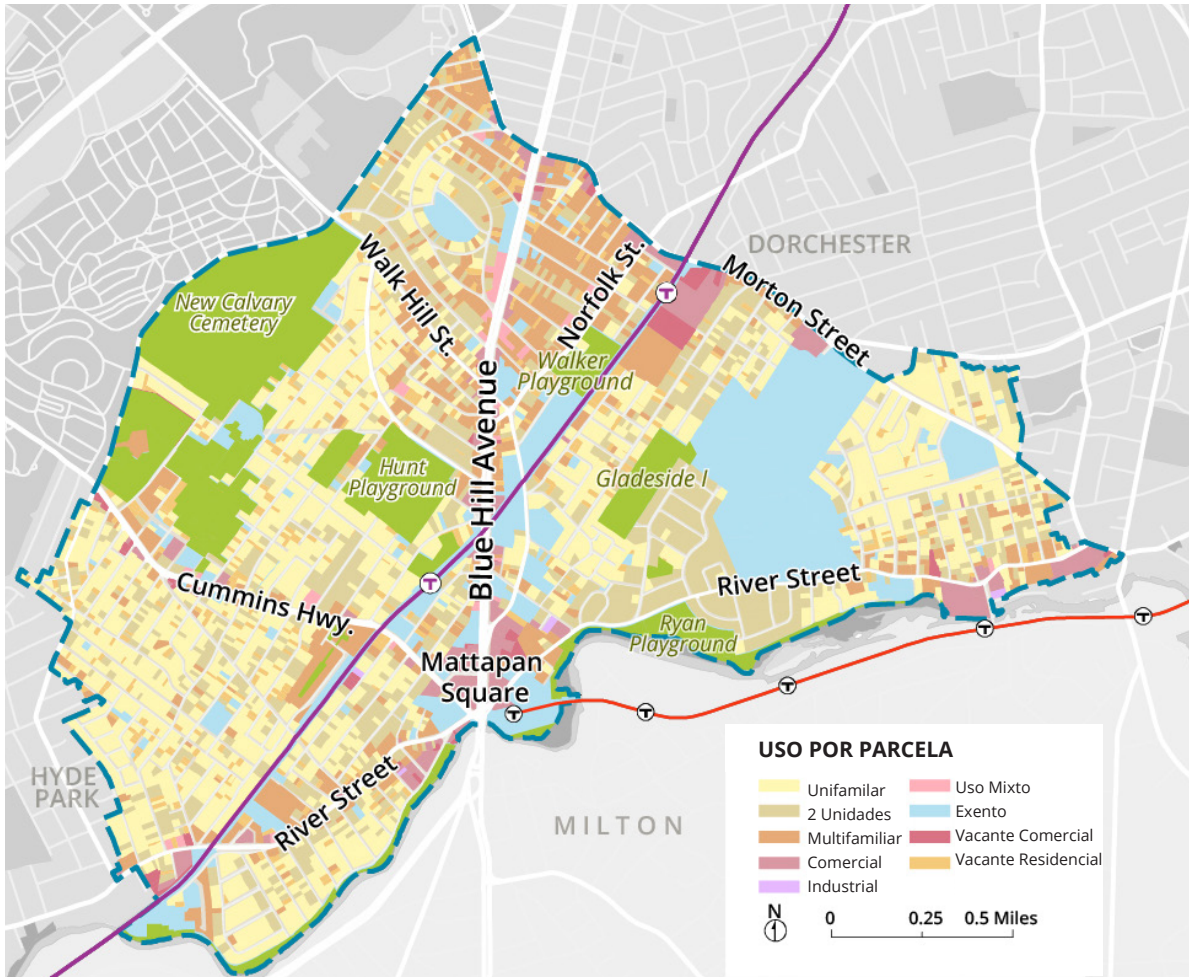 DORCHESTER
Morton Street
Norfolk St.
Walk Hill St.
New Calvary
Cemetery
Walker
Playground
Blue Hill Avenue
Hunt
Playground
Gladeside I
River Street
Cummins Hwy.
Ryan
Playground
Mattapan
Square
HYDE
PARK
River Street
MILTON
USO POR PARCELA
Unifamilar
2 Unidades
Multifamiliar
Comercial
Industrial
Uso Mixto
Exento
Vacante Comercial
Vacante Residencial
N
0 0.25 0.5 Miles
T
T
T
T
T
T
T